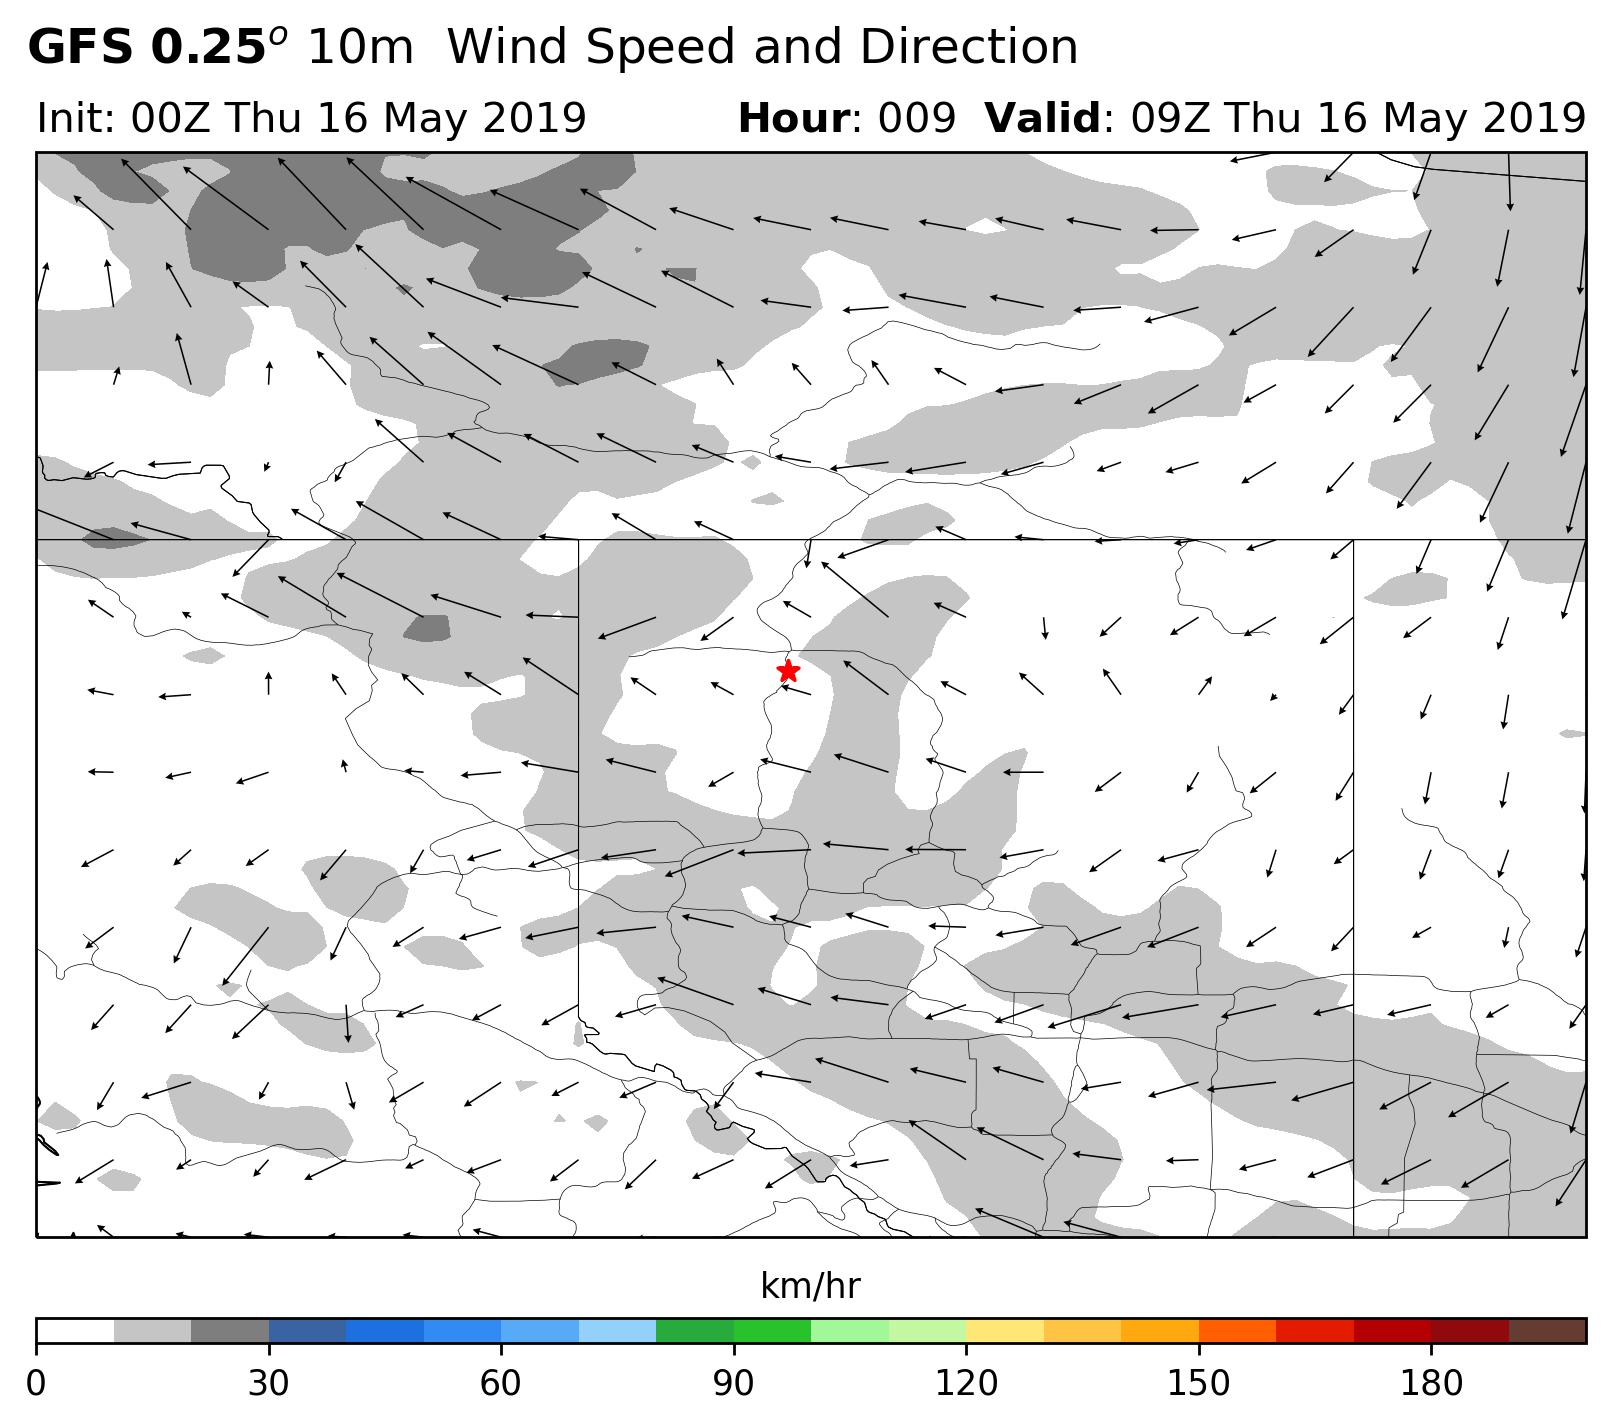 GFS 0.25° 10m Wind Speed and Direction
Init: 00Z Thu 16 May 2019 Hour: 009 Valid: 09Z Thu 16 May 2019
km/hr
0 30 60 90 120 150 180